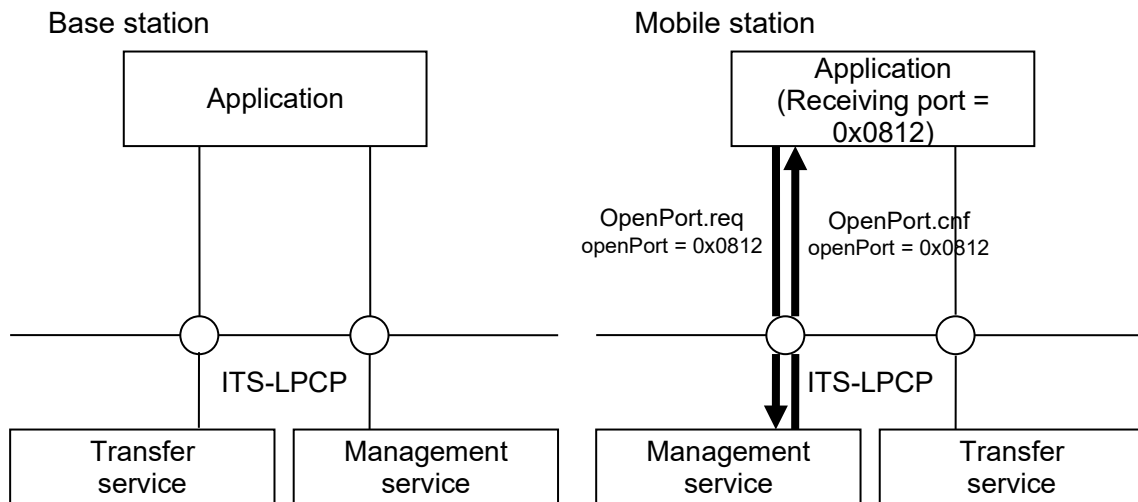 Base station
Application
ITS-LPCP
Transfer
service
Management
service
Mobile station
Application
(Receiving port =
0x0812)
OpenPort.req
openPort = 0x0812
OpenPort.cnf
openPort = 0x0812
ITS-LPCP
Management
service
Transfer
service